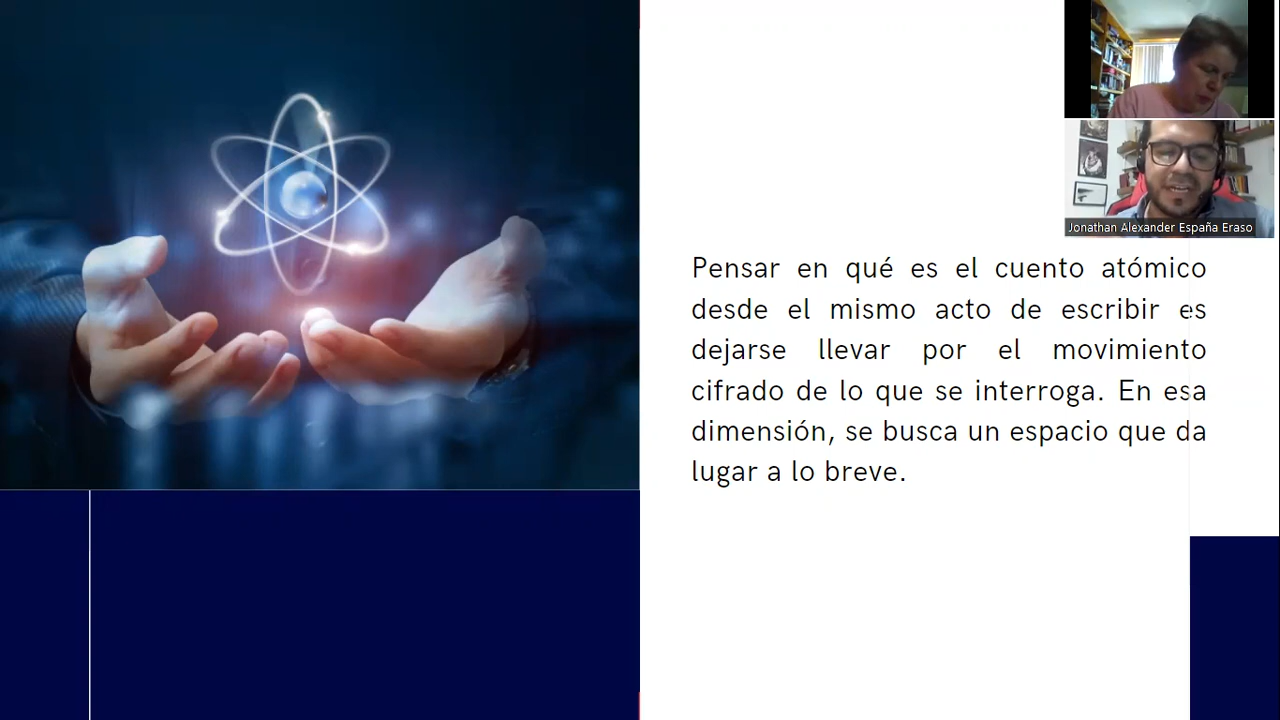 Jonathan Alexander España Eraso
Pensar en qué es el cuento atómico
desde el mismo acto de escribir es
dejarse llevar por el movimiento
cifrado de lo que se interroga. En esa
dimensión, se busca un espacio que da
lugar a lo breve.